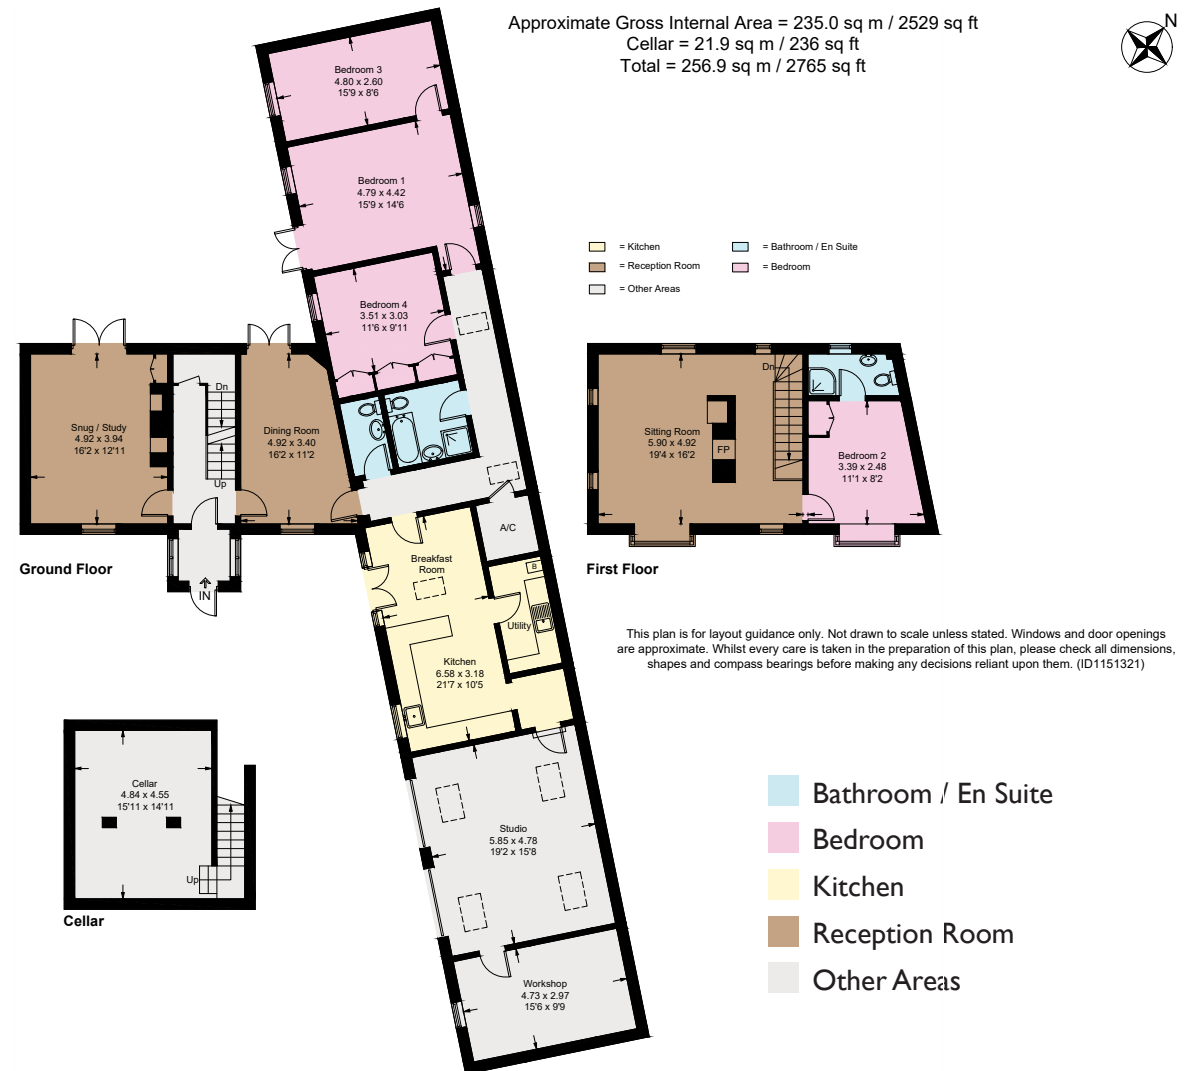 Approximate Gross Internal Area = 235.0 sq m / 2529 sq ft
Cellar = 21.9 sq m / 236 sq ft
Total = 256.9 sq m / 2765 sq ft
N
Bedroom 3
4.80 x 2.60
15'9 x 8'6
Bedroom 1
4.79 x 4.42
15'9 x 14'6
Bedroom 4
3.51 x 3.03
11'6 x 9'11
= Kitchen
= Bathroom / En Suite
= Reception Room
= Bedroom
= Other Areas
Snug / Study
4.92 x 3.94
16'2 x 12'11
Dn
Up
Dining Room
4.92 x 3.40
16'2 x 11'2
IN
Ground Floor
A/C
Breakfast
Room
B
Utility
Kitchen
6.58 x 3.18
21'7 x 10'5
Dn
Sitting Room
5.90 x 4.92
19'4 x 16'2
FP
Bedroom 2
3.39 x 2.48
11'1 x 8'2
First Floor
This plan is for layout guidance only. Not drawn to scale unless stated. Windows and door openings
are approximate. Whilst every care is taken in the preparation of this plan, please check all dimensions,
shapes and compass bearings before making any decisions reliant upon them. (ID1151321)
Cellar
4.84 x 4.55
15'11 x 14'11
Up
Cellar
Studio
5.85 x 4.78
19'2 x 15'8
Workshop
4.73 x 2.97
15'6 x 9'9
Bathroom / En Suite
Bedroom
Kitchen
Reception Room
Other Areas